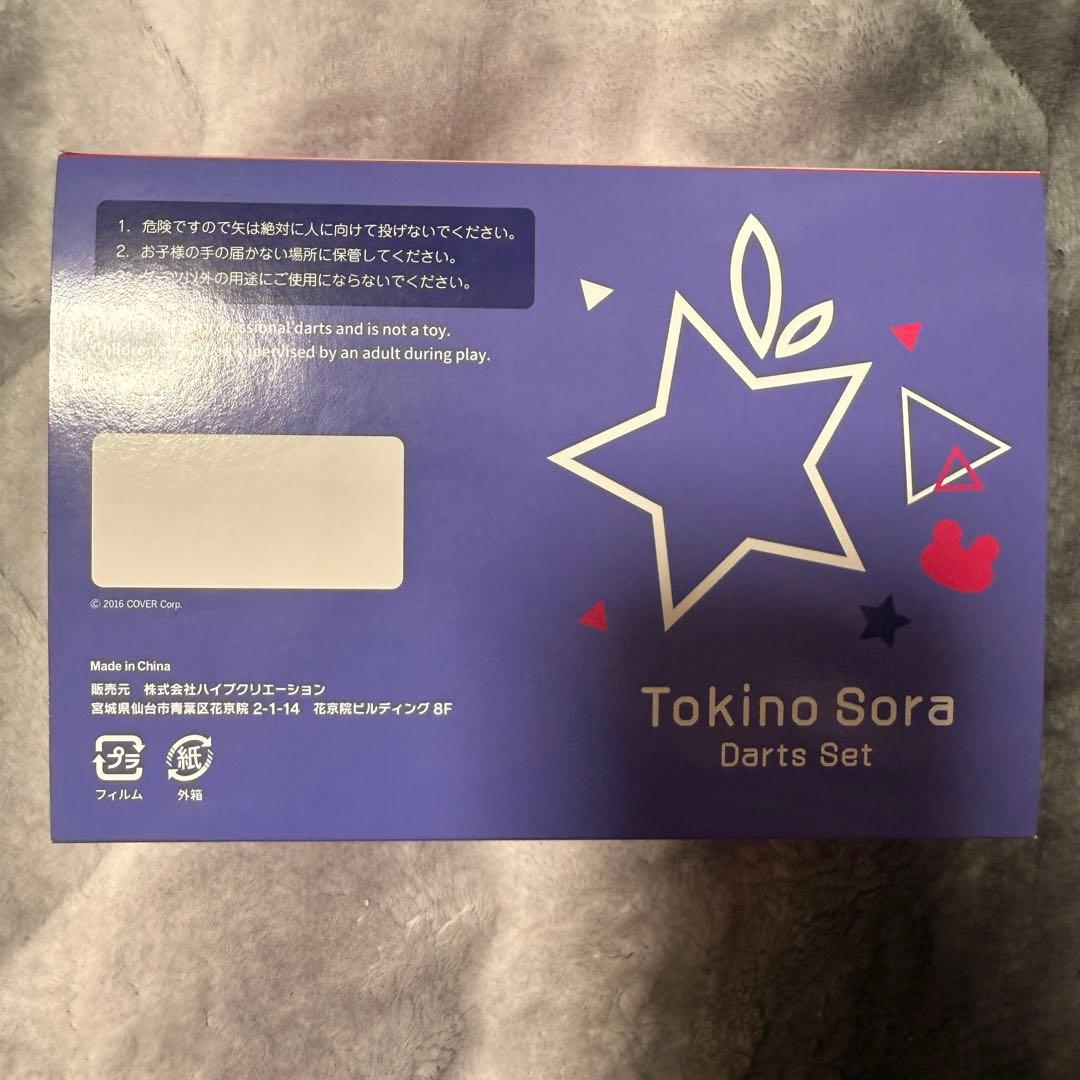 1. 危険ですので矢は絶対に人に向けて投げないでください。
2. お子様の手の届かない場所に保管してください。
3. ダーツ以外の用途にご使用にならないでください。
darts and is not a toy.
supervised by an adult during play.
© 2016 COVER Corp.
Made in China
販売元 株式会社ハイブクリエーション
宮城県仙台市青葉区花京院 2-1-14 花京院ビルディング 8F
プラ
フィルム
紙
外箱
Tokino Sora
Darts Set